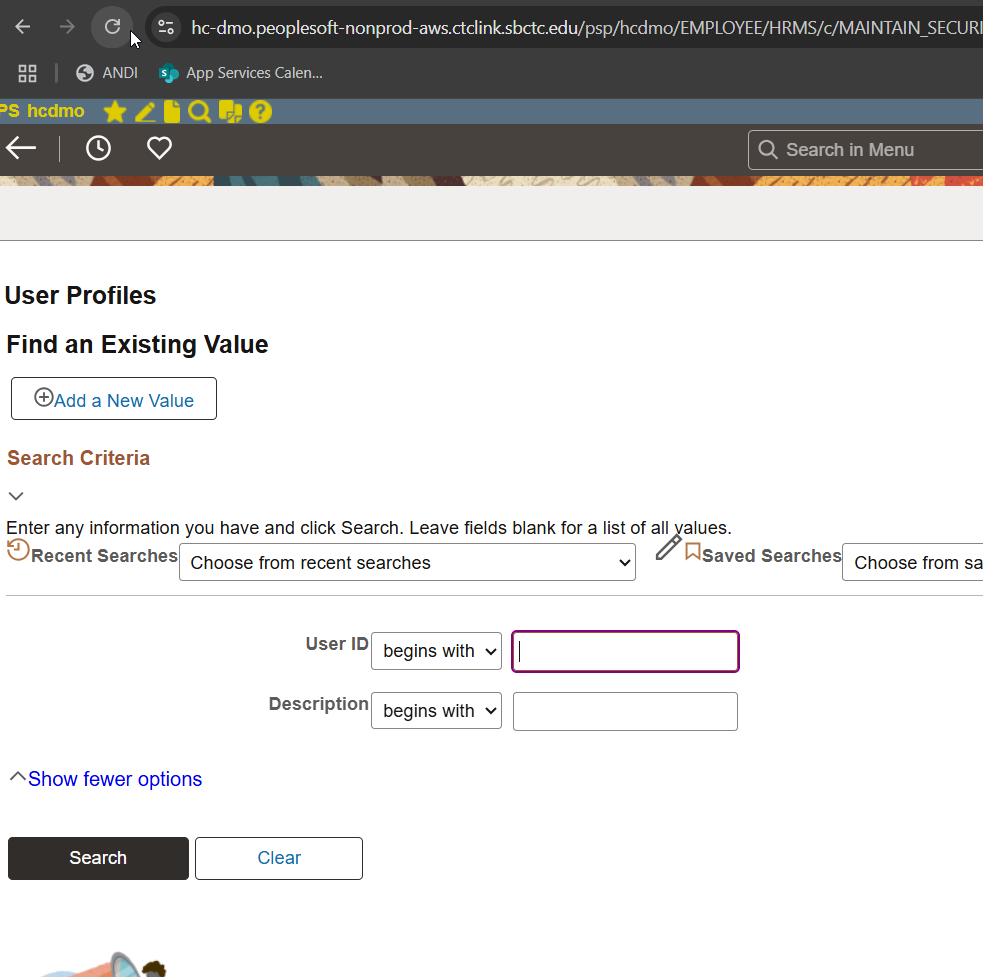 hc-dmo.peoplesoft-nonprod-aws.ctclink.sbctc.edu/psp/hcdmo/EMPLOYEE/HRMS/c/MAINTAIN_SECURI
ANDI App Services Calen...
PS hcdmo
Search in Menu
User Profiles
Find an Existing Value
Add a New Value
Search Criteria
Enter any information you have and click Search. Leave fields blank for a list of all values.
Recent Searches Choose from recent searches Saved Searches Choose from sa
User ID begins with
Description begins with
Show fewer options
Search Clear